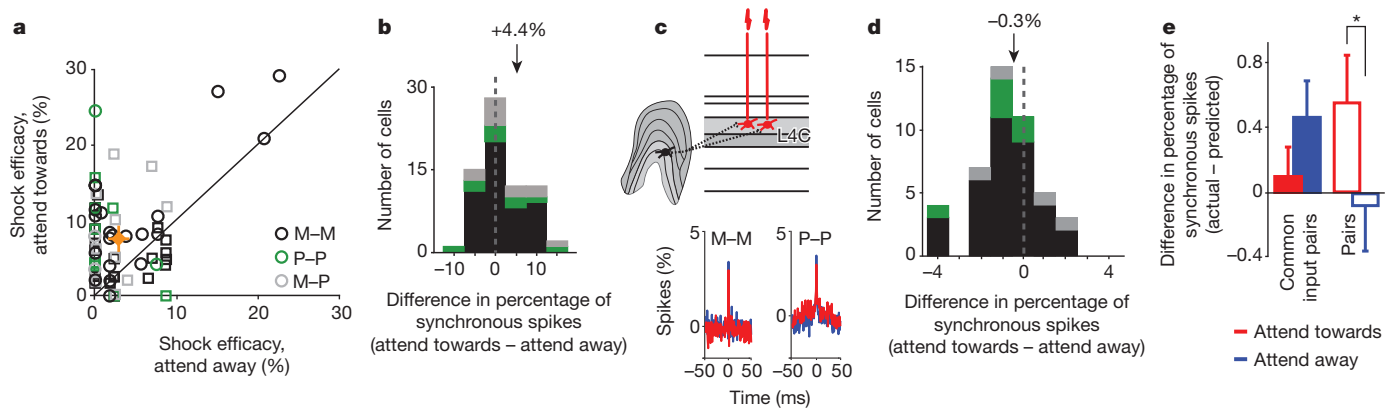 a
Shock efficacy,
attend towards (%)
30
20
10
0
0
10
20
30
Shock efficacy,
attend away (%)
M–M
P–P
M–P
b
+4.4%
Number of cells
30
15
0
–10
0
10
Difference in percentage of
synchronous spikes
(attend towards – attend away)
c
L4C
M–M
P–P
Spikes (%)
5
0
5
0
–50
0
50
–50
0
50
Time (ms)
d
–0.3%
Number of cells
15
10
5
0
–4
0
4
Difference in percentage of
synchronous spikes
(attend towards – attend away)
e
*
Difference in percentage of
synchronous spikes
(actual – predicted)
0.8
0.4
0
–0.4
Common
input pairs
Pairs
Attend towards
Attend away